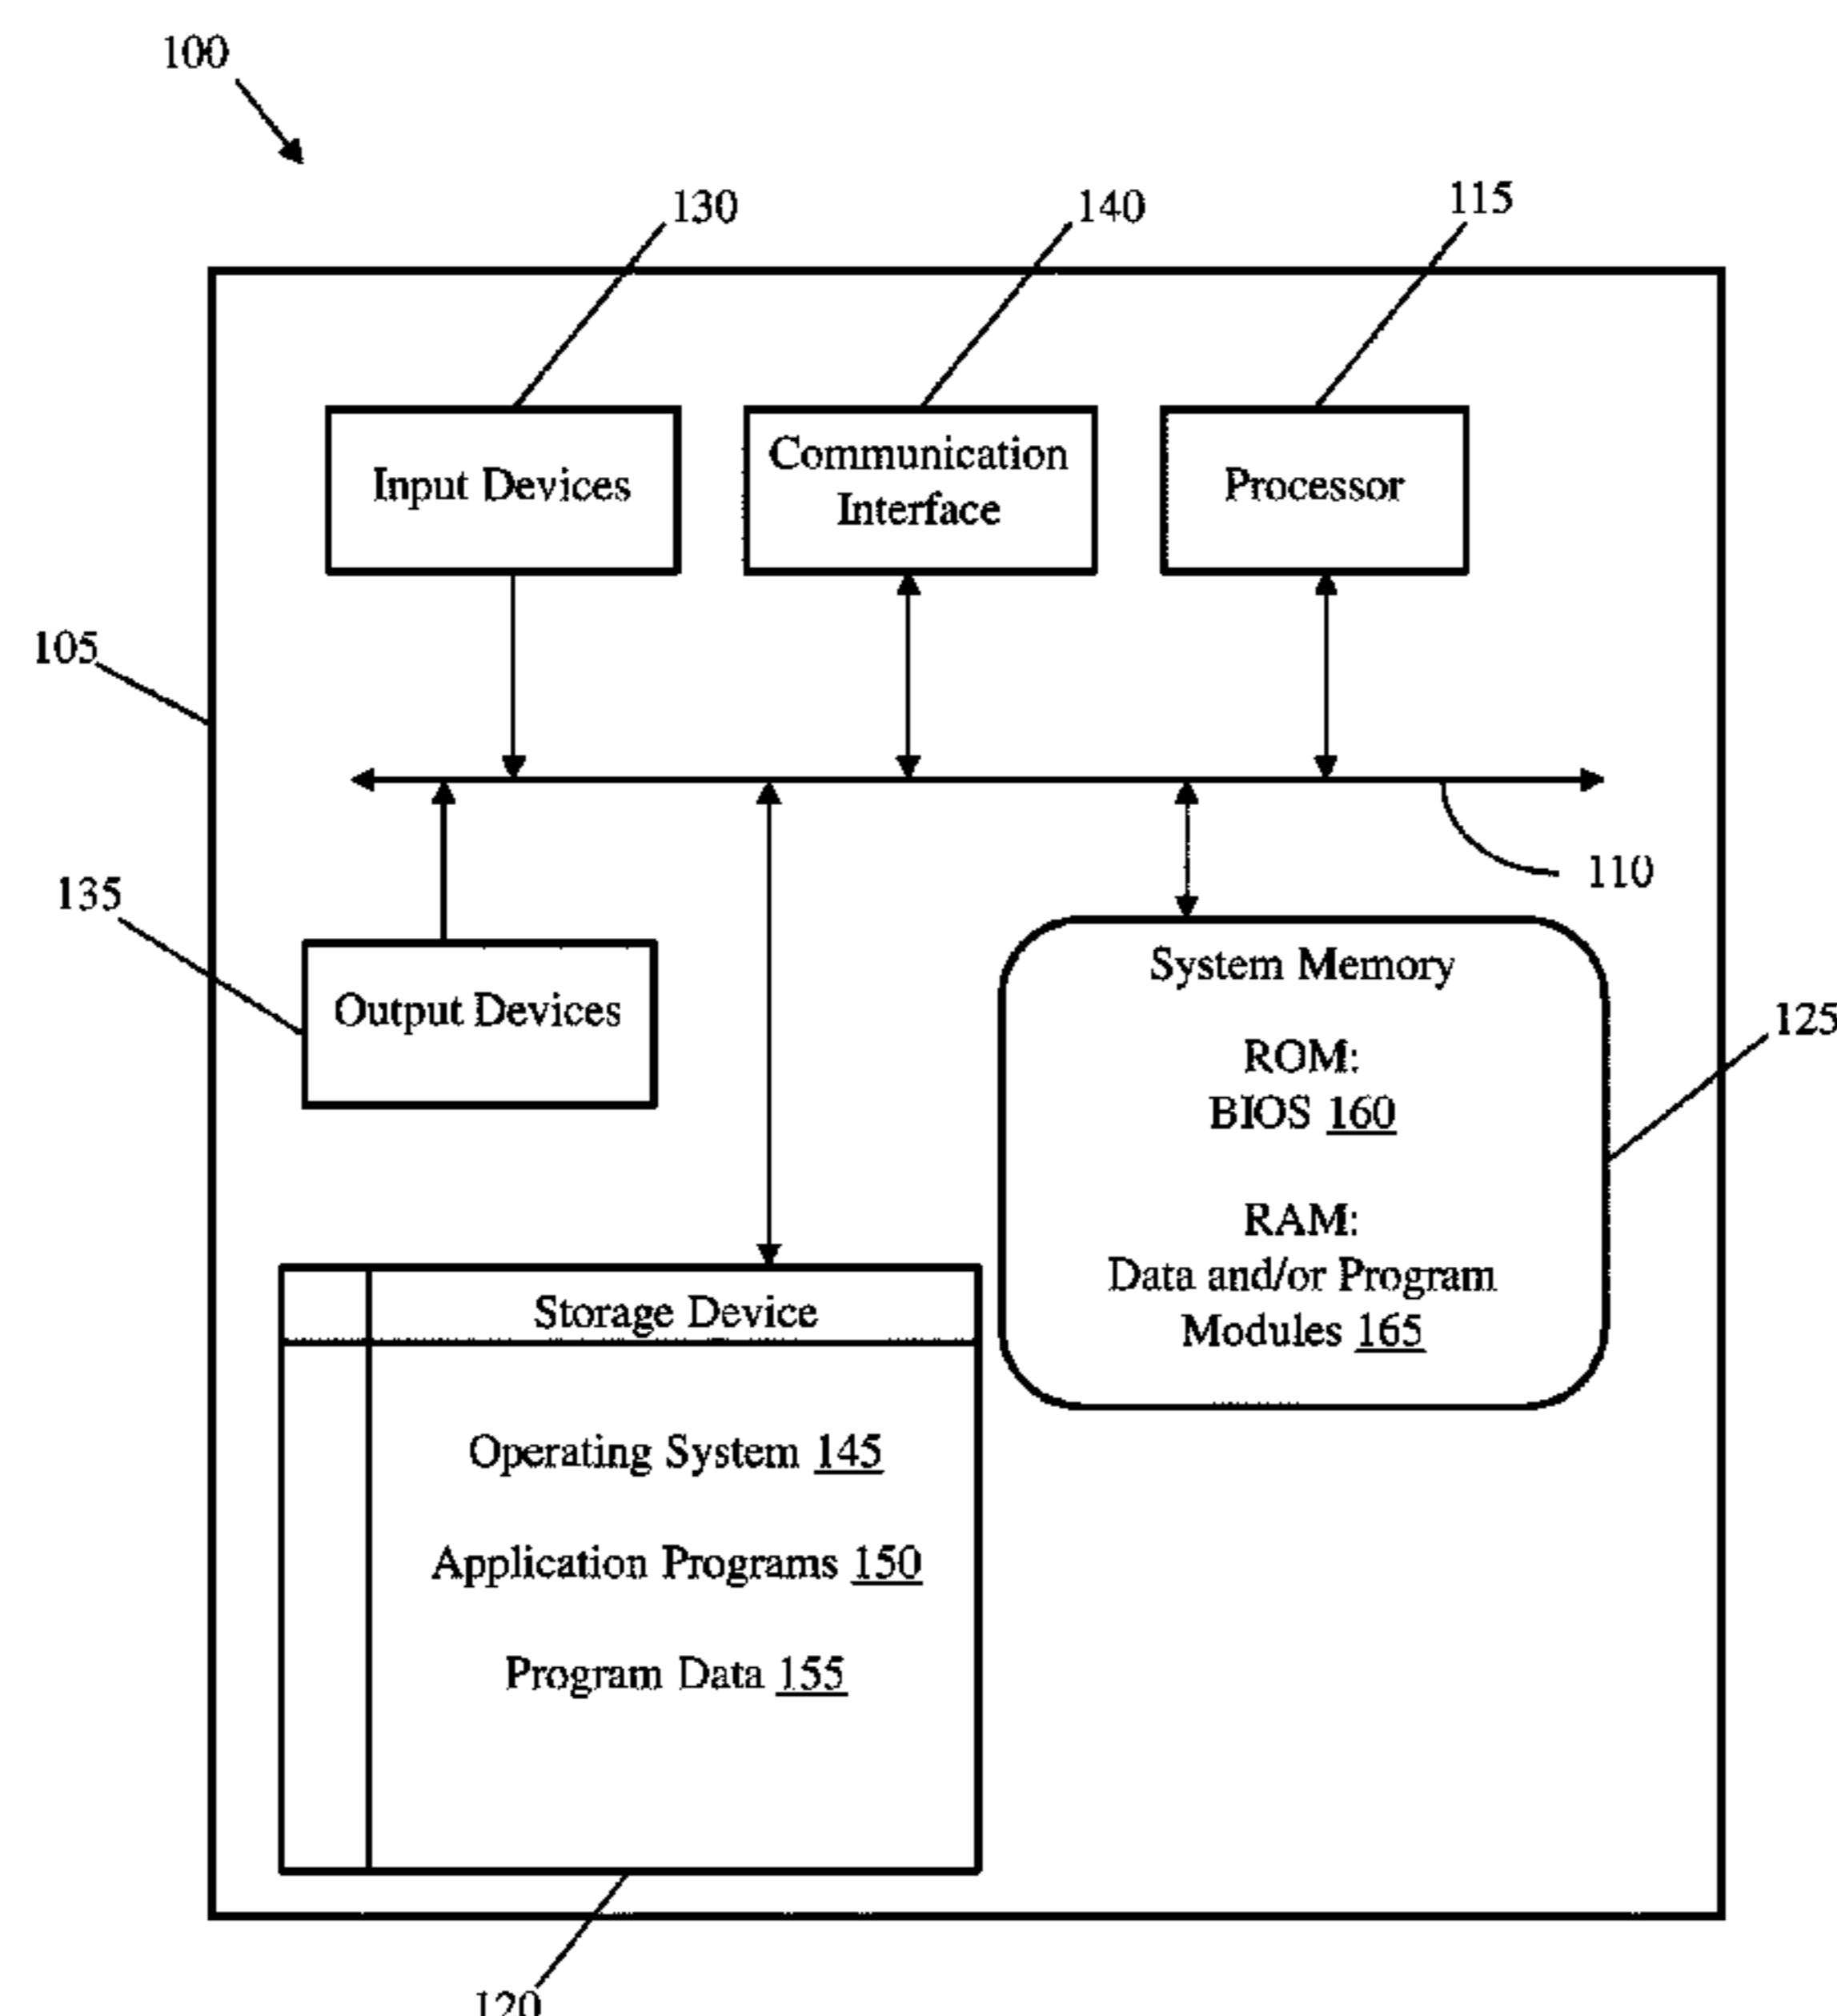 100
130
140
115
Input Devices
Communication
Interface
Processor
105
110
135
Output Devices
System Memory
ROM:
BIOS 160
RAM:
Data and/or Program
Modules 165
125
Storage Device
Operating System 145
Application Programs 150
Program Data 155
120